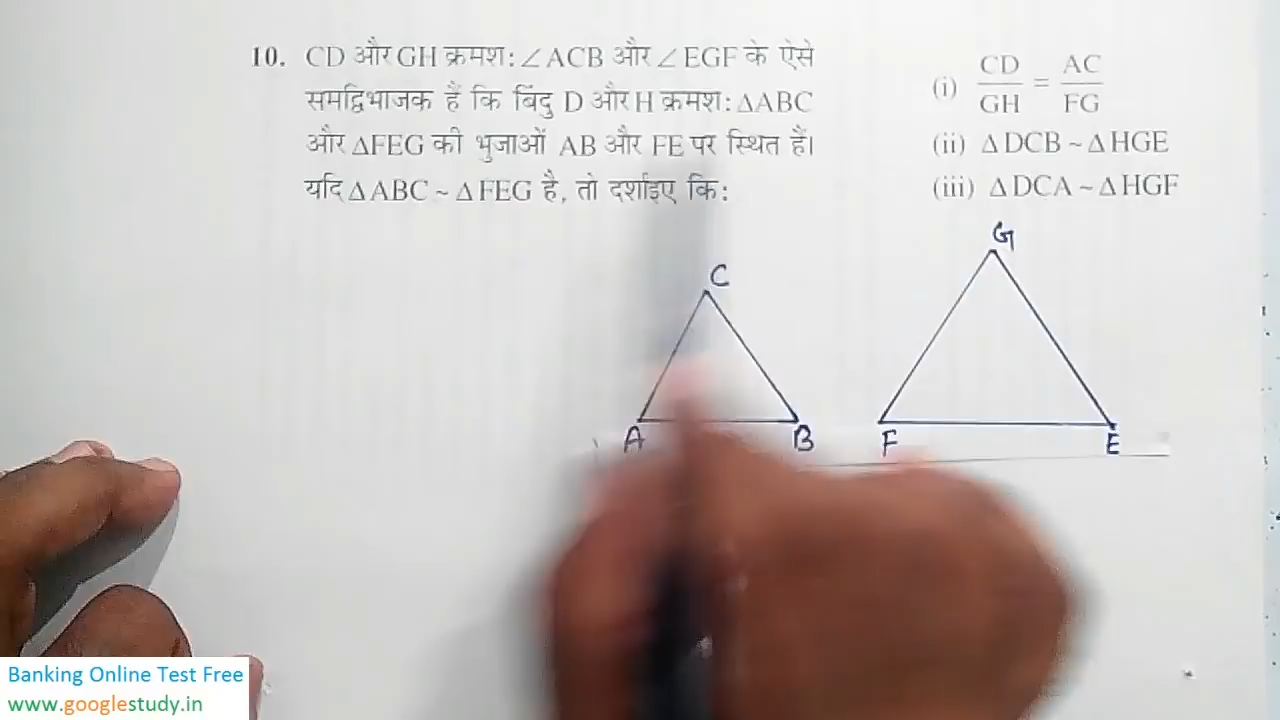 10. CD और GH क्रमश: ∠ACB और ∠EGF के ऐसे
समद्विभाजक हैं कि बिंदु D और H क्रमश: ΔABC
और ΔFEG की भुजाओं AB और FE पर स्थित हैं।
यदि ΔABC ~ ΔFEG है, तो दर्शाइए कि:
(i) CD/GH = AC/FG
(ii) ΔDCB ~ ΔHGE
(iii) ΔDCA ~ ΔHGF
G
C
A B F E
Banking Online Test Free
www.googlestudy.in